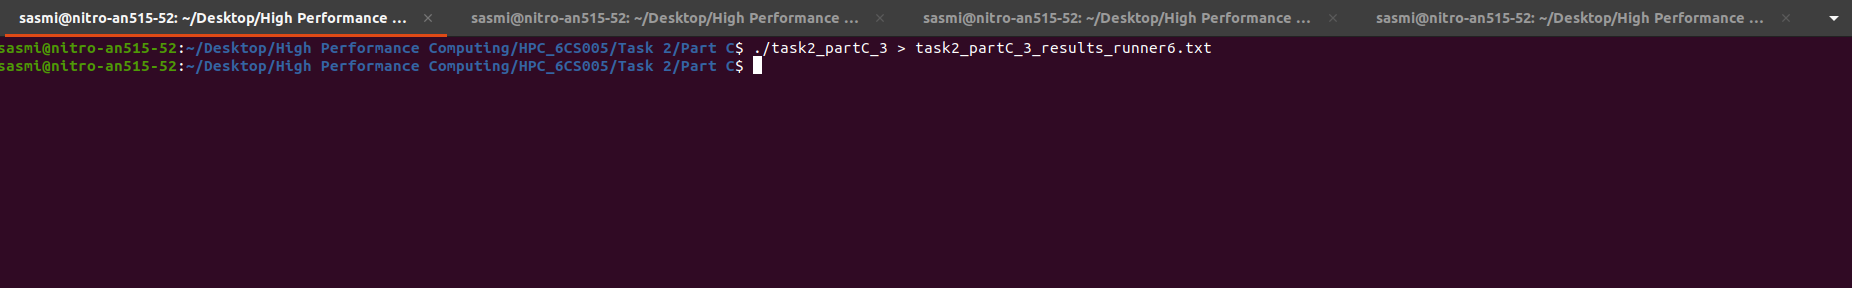 sasmi@nitro-an515-52: ~/Desktop/High Performance ... × sasmi@nitro-an515-52: ~/Desktop/High Performance ... × sasmi@nitro-an515-52: ~/Desktop/High Performance ... × sasmi@nitro-an515-52: ~/Desktop/High Performance ... ×
sasmi@nitro-an515-52:~/Desktop/High Performance Computing/HPC_6CS005/Task 2/Part C$ ./task2_partC_3 > task2_partC_3_results_runner6.txt
sasmi@nitro-an515-52:~/Desktop/High Performance Computing/HPC_6CS005/Task 2/Part C$